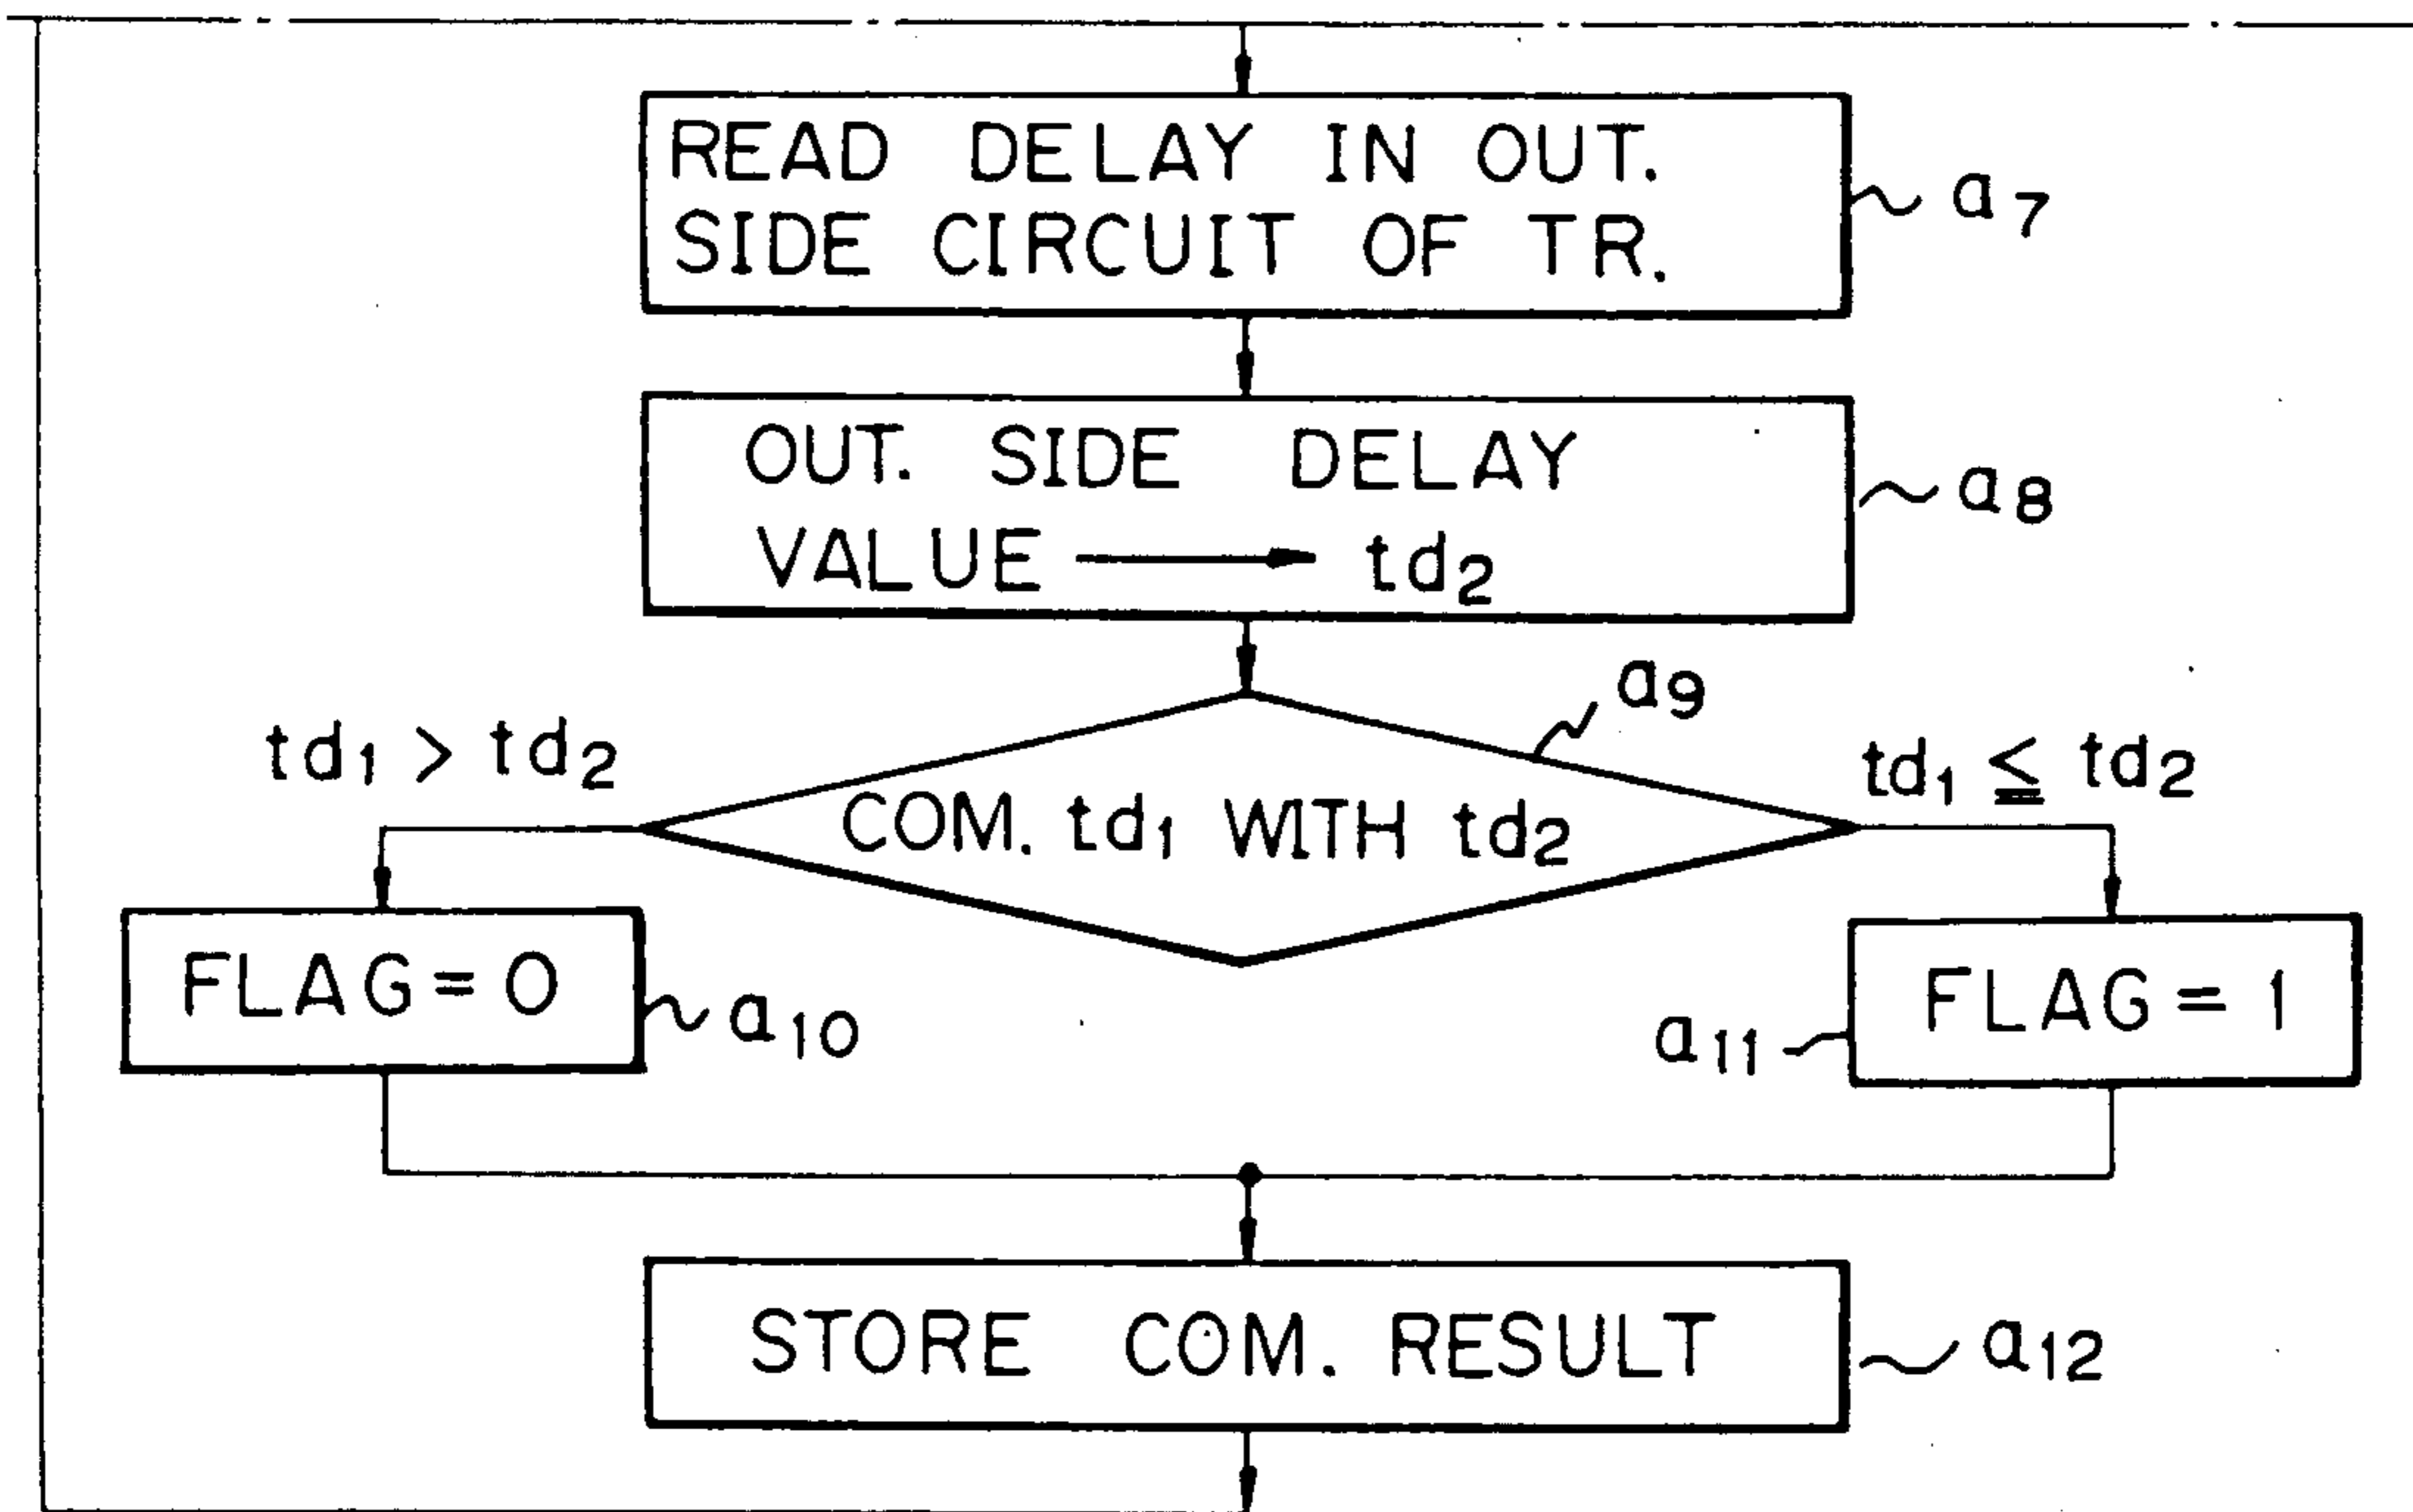 READ DELAY IN OUT.
SIDE CIRCUIT OF TR.
a7
OUT. SIDE DELAY
VALUE → td2
a8
a9
td1 > td2
td1 ≦ td2
COM. td1 WITH td2
FLAG = 0
a10
FLAG = 1
a11
STORE COM. RESULT
a12